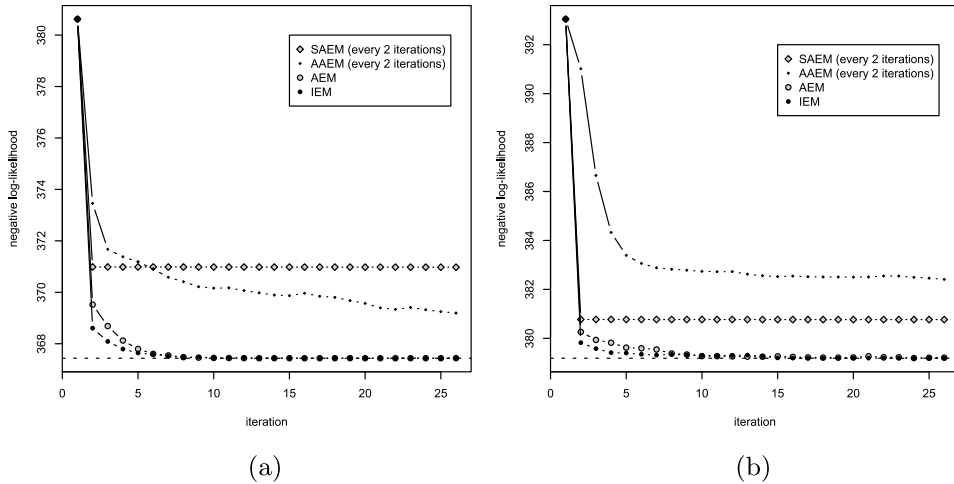 380
378
376
374
372
370
368
negative log-likelihood
SAEM (every 2 iterations)
AAEM (every 2 iterations)
AEM
IEM
0 5 10 15 20 25
iteration
(a)
392
390
388
386
384
382
380
negative log-likelihood
SAEM (every 2 iterations)
AAEM (every 2 iterations)
AEM
IEM
0 5 10 15 20 25
iteration
(b)